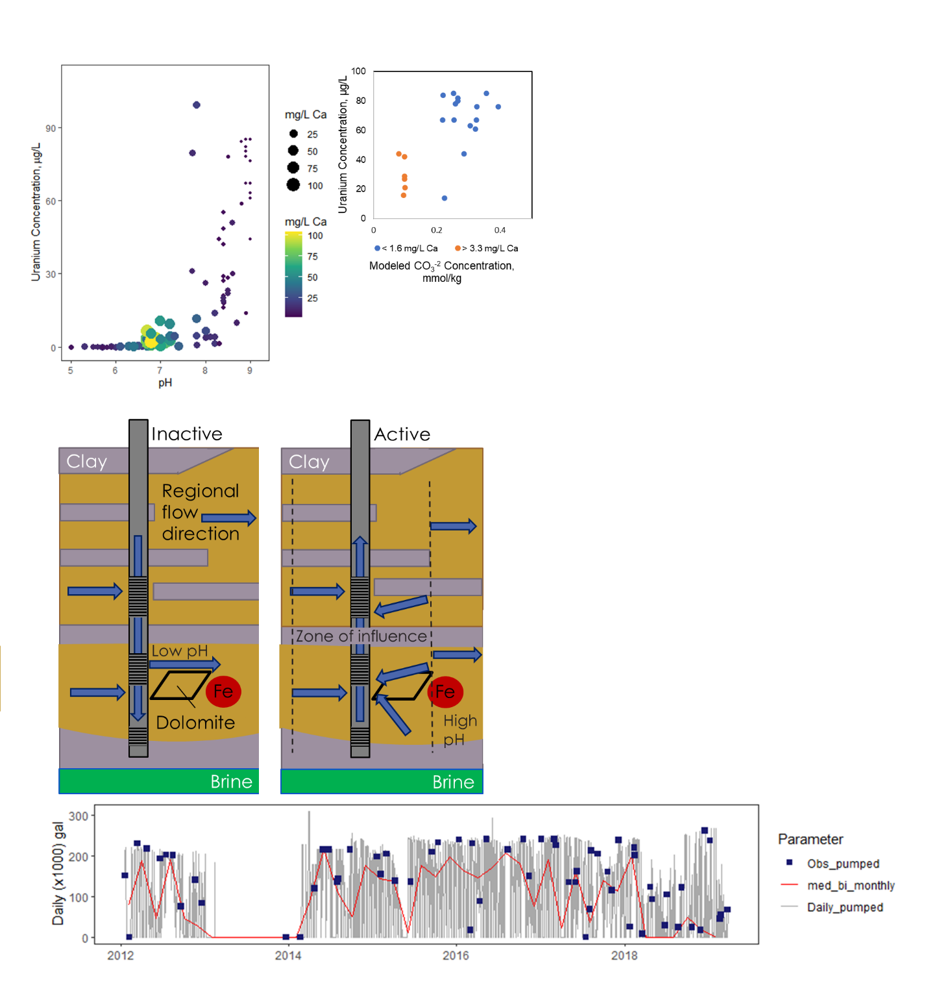 Uranium Concentration, µg/L
90
60
30
0
5 6 7 8 9
pH
mg/L Ca
25
50
75
100
mg/L Ca
100
75
50
25
Uranium Concentration, µg/L
100
80
60
40
20
0
0 0.2 0.4
< 1.6 mg/L Ca > 3.3 mg/L Ca
Modeled CO₃⁻² Concentration,
mmol/kg
Inactive
Clay
Regional
flow
direction
Low pH
Fe
Dolomite
Brine
Active
Clay
Zone of influence
Fe
High
pH
Brine
Daily (x1000) gal
300
200
100
0
2012 2014 2016 2018
Parameter
Obs_pumped
med_bi_monthly
Daily_pumped